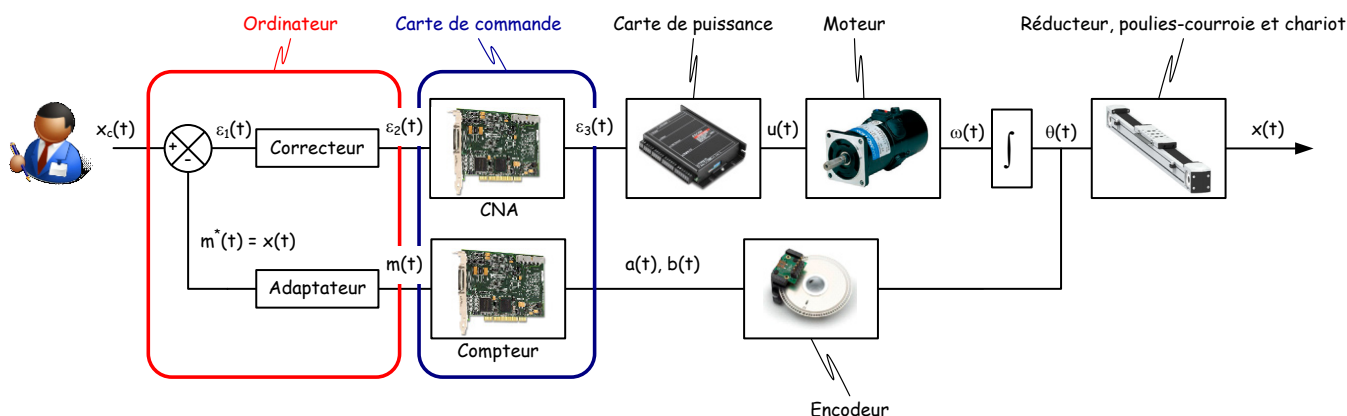 Ordinateur
Carte de commande
Carte de puissance
Moteur
Réducteur, poulies-courroie et chariot
x_c(t)
+
-
ε₁(t)
Correcteur
ε₂(t)
CNA
ε₃(t)
u(t)
ω(t)
∫
θ(t)
x(t)
m*(t) = x(t)
Adaptateur
m(t)
Compteur
a(t), b(t)
Encodeur